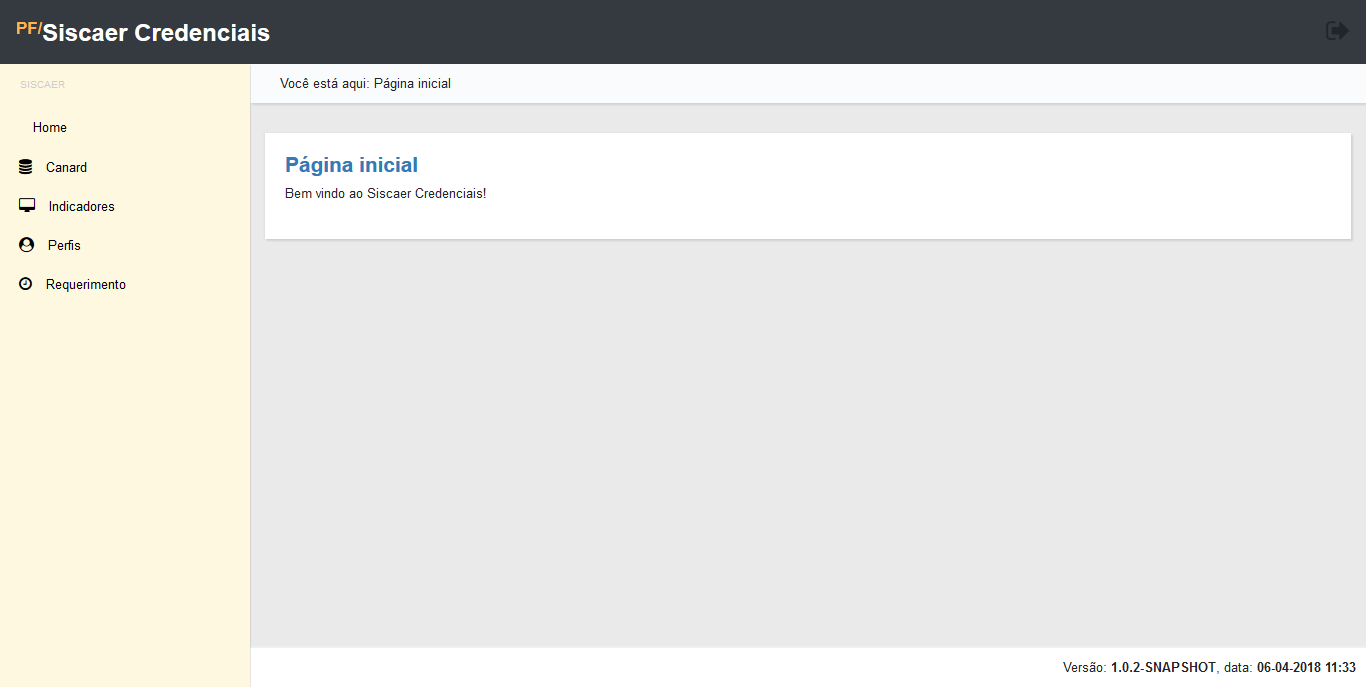 PF/Siscaer Credenciais
SISCAER
Você está aqui: Página inicial
Home
Canard
Indicadores
Perfis
Requerimento
Página inicial
Bem vindo ao Siscaer Credenciais!
Versão: 1.0.2-SNAPSHOT, data: 06-04-2018 11:33